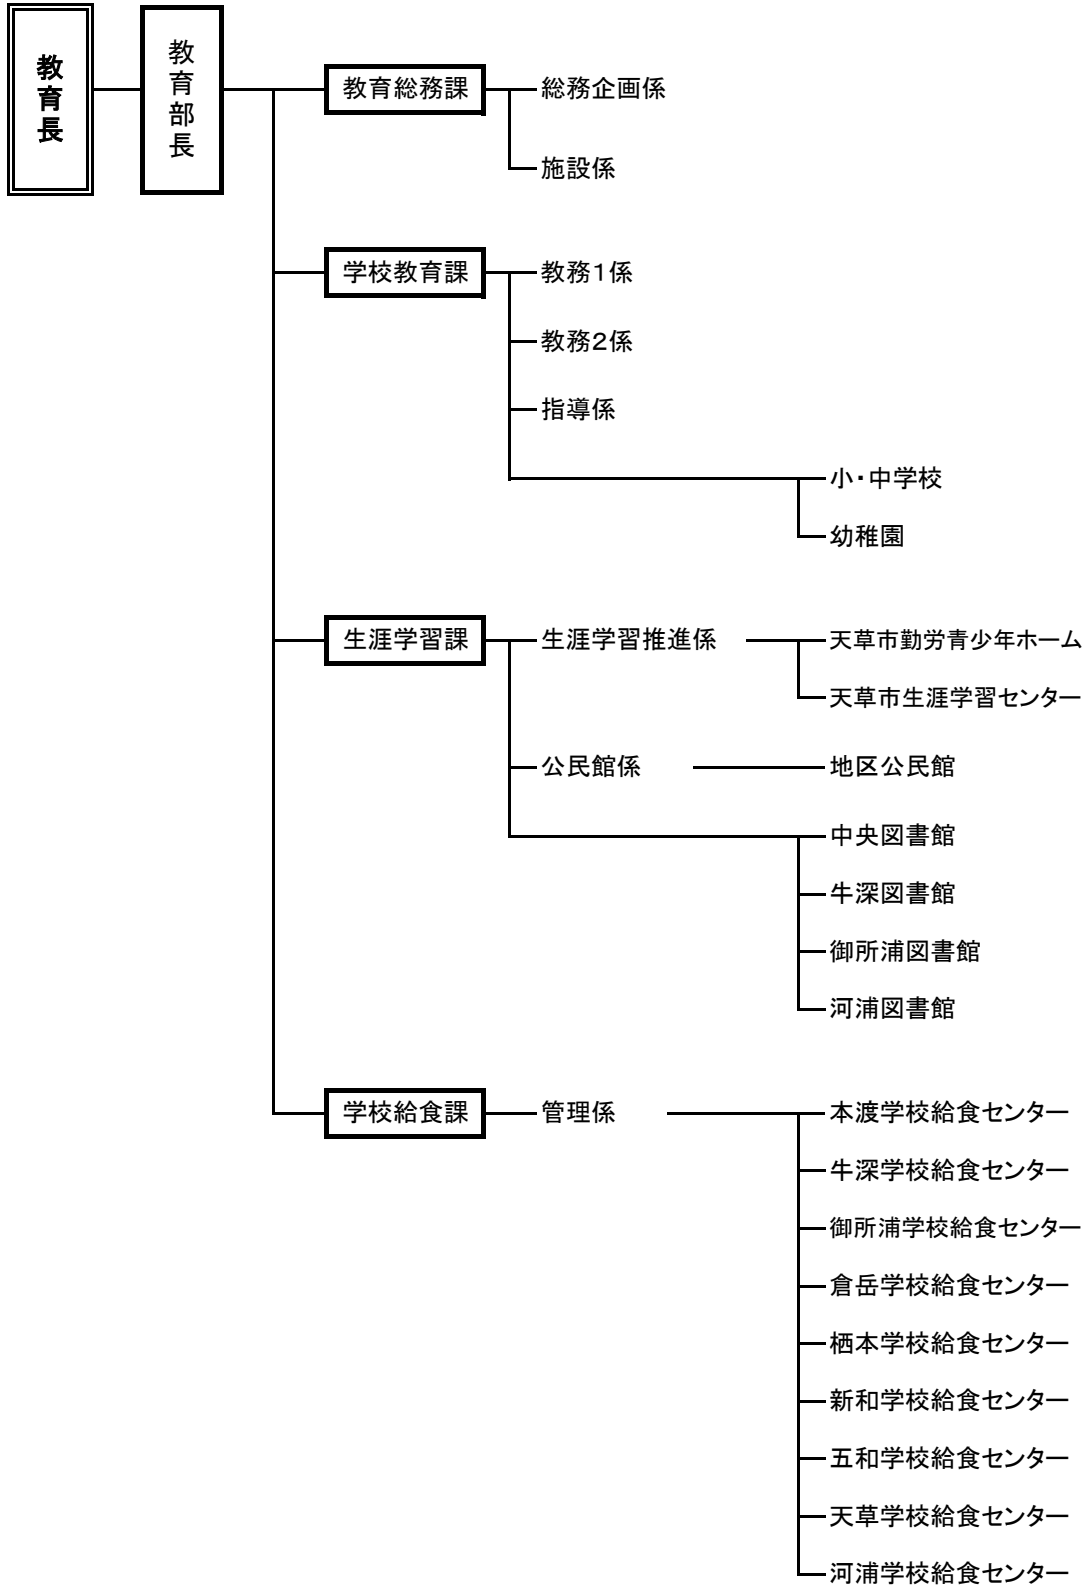 教育長
教育部長
教育総務課
総務企画係
施設係
学校教育課
教務1係
教務2係
指導係
小・中学校
幼稚園
生涯学習課
生涯学習推進係
天草市勤労青少年ホーム
天草市生涯学習センター
公民館係
地区公民館
中央図書館
牛深図書館
御所浦図書館
河浦図書館
学校給食課
管理係
本渡学校給食センター
牛深学校給食センター
御所浦学校給食センター
倉岳学校給食センター
栖本学校給食センター
新和学校給食センター
五和学校給食センター
天草学校給食センター
河浦学校給食センター